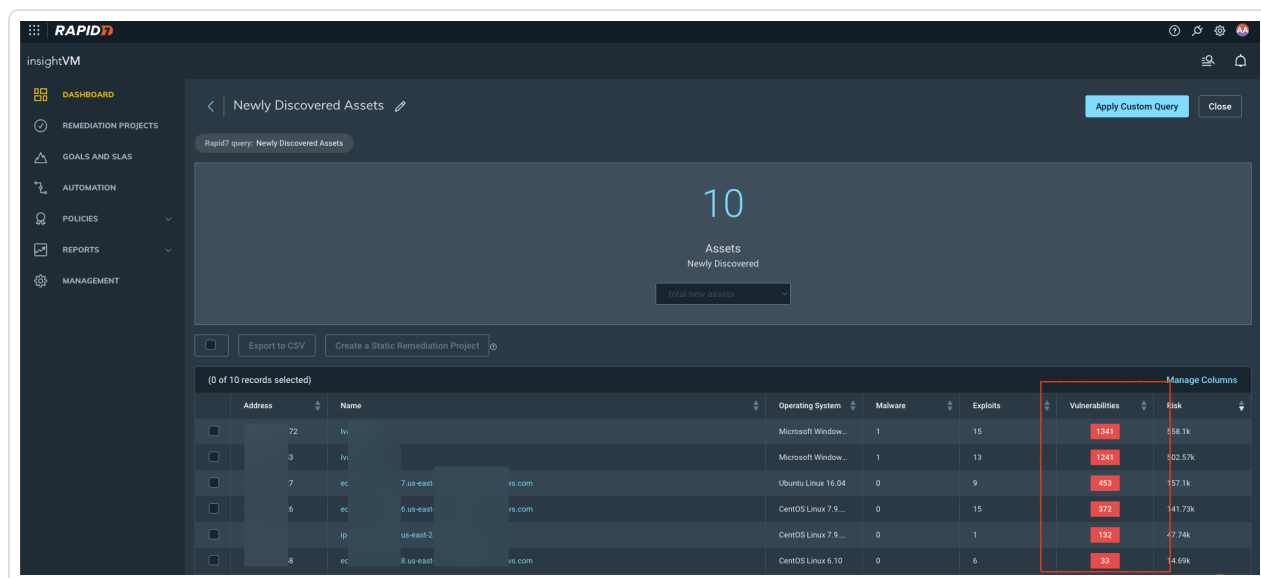 RAPID7
AA
insightVM
DASHBOARD
Newly Discovered Assets
Apply Custom Query
Close
REMEDIATION PROJECTS
Rapid7 query: Newly Discovered Assets
GOALS AND SLAS
AUTOMATION
10
POLICIES
Assets
REPORTS
Newly Discovered
MANAGEMENT
total new assets
Export to CSV
Create a Static Remediation Project
(0 of 10 records selected)
Manage Columns
Address Name Operating System Malware Exploits Vulnerabilities Risk
72 Microsoft Window... 1 15 1341 558.1k
3 Microsoft Window... 1 13 1241 502.57k
7 ec 7.us-east- ws.com Ubuntu Linux 16.04 0 9 453 157.1k
6 ec 6.us-east- ws.com CentOS Linux 7.9.... 0 15 372 141.73k
ip us-east-2. CentOS Linux 7.9.... 0 1 132 47.74k
8 ec 8.us-east- ws.com CentOS Linux 6.10 0 6 33 14.69k